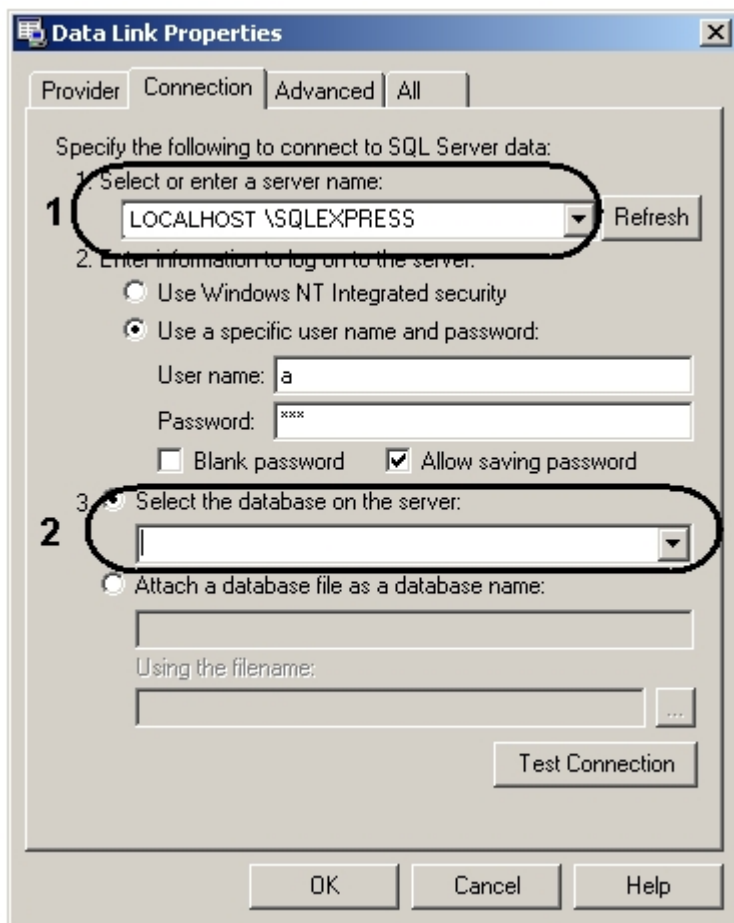 Data Link Properties
Provider Connection Advanced All
Specify the following to connect to SQL Server data:
1. Select or enter a server name:
1 LOCALHOST \SQLEXPRESS Refresh
2. Enter information to log on to the server:
Use Windows NT Integrated security
Use a specific user name and password:
User name: a
Password: ***
Blank password Allow saving password
3. Select the database on the server:
2
Attach a database file as a database name:
Using the filename:
...
Test Connection
OK Cancel Help